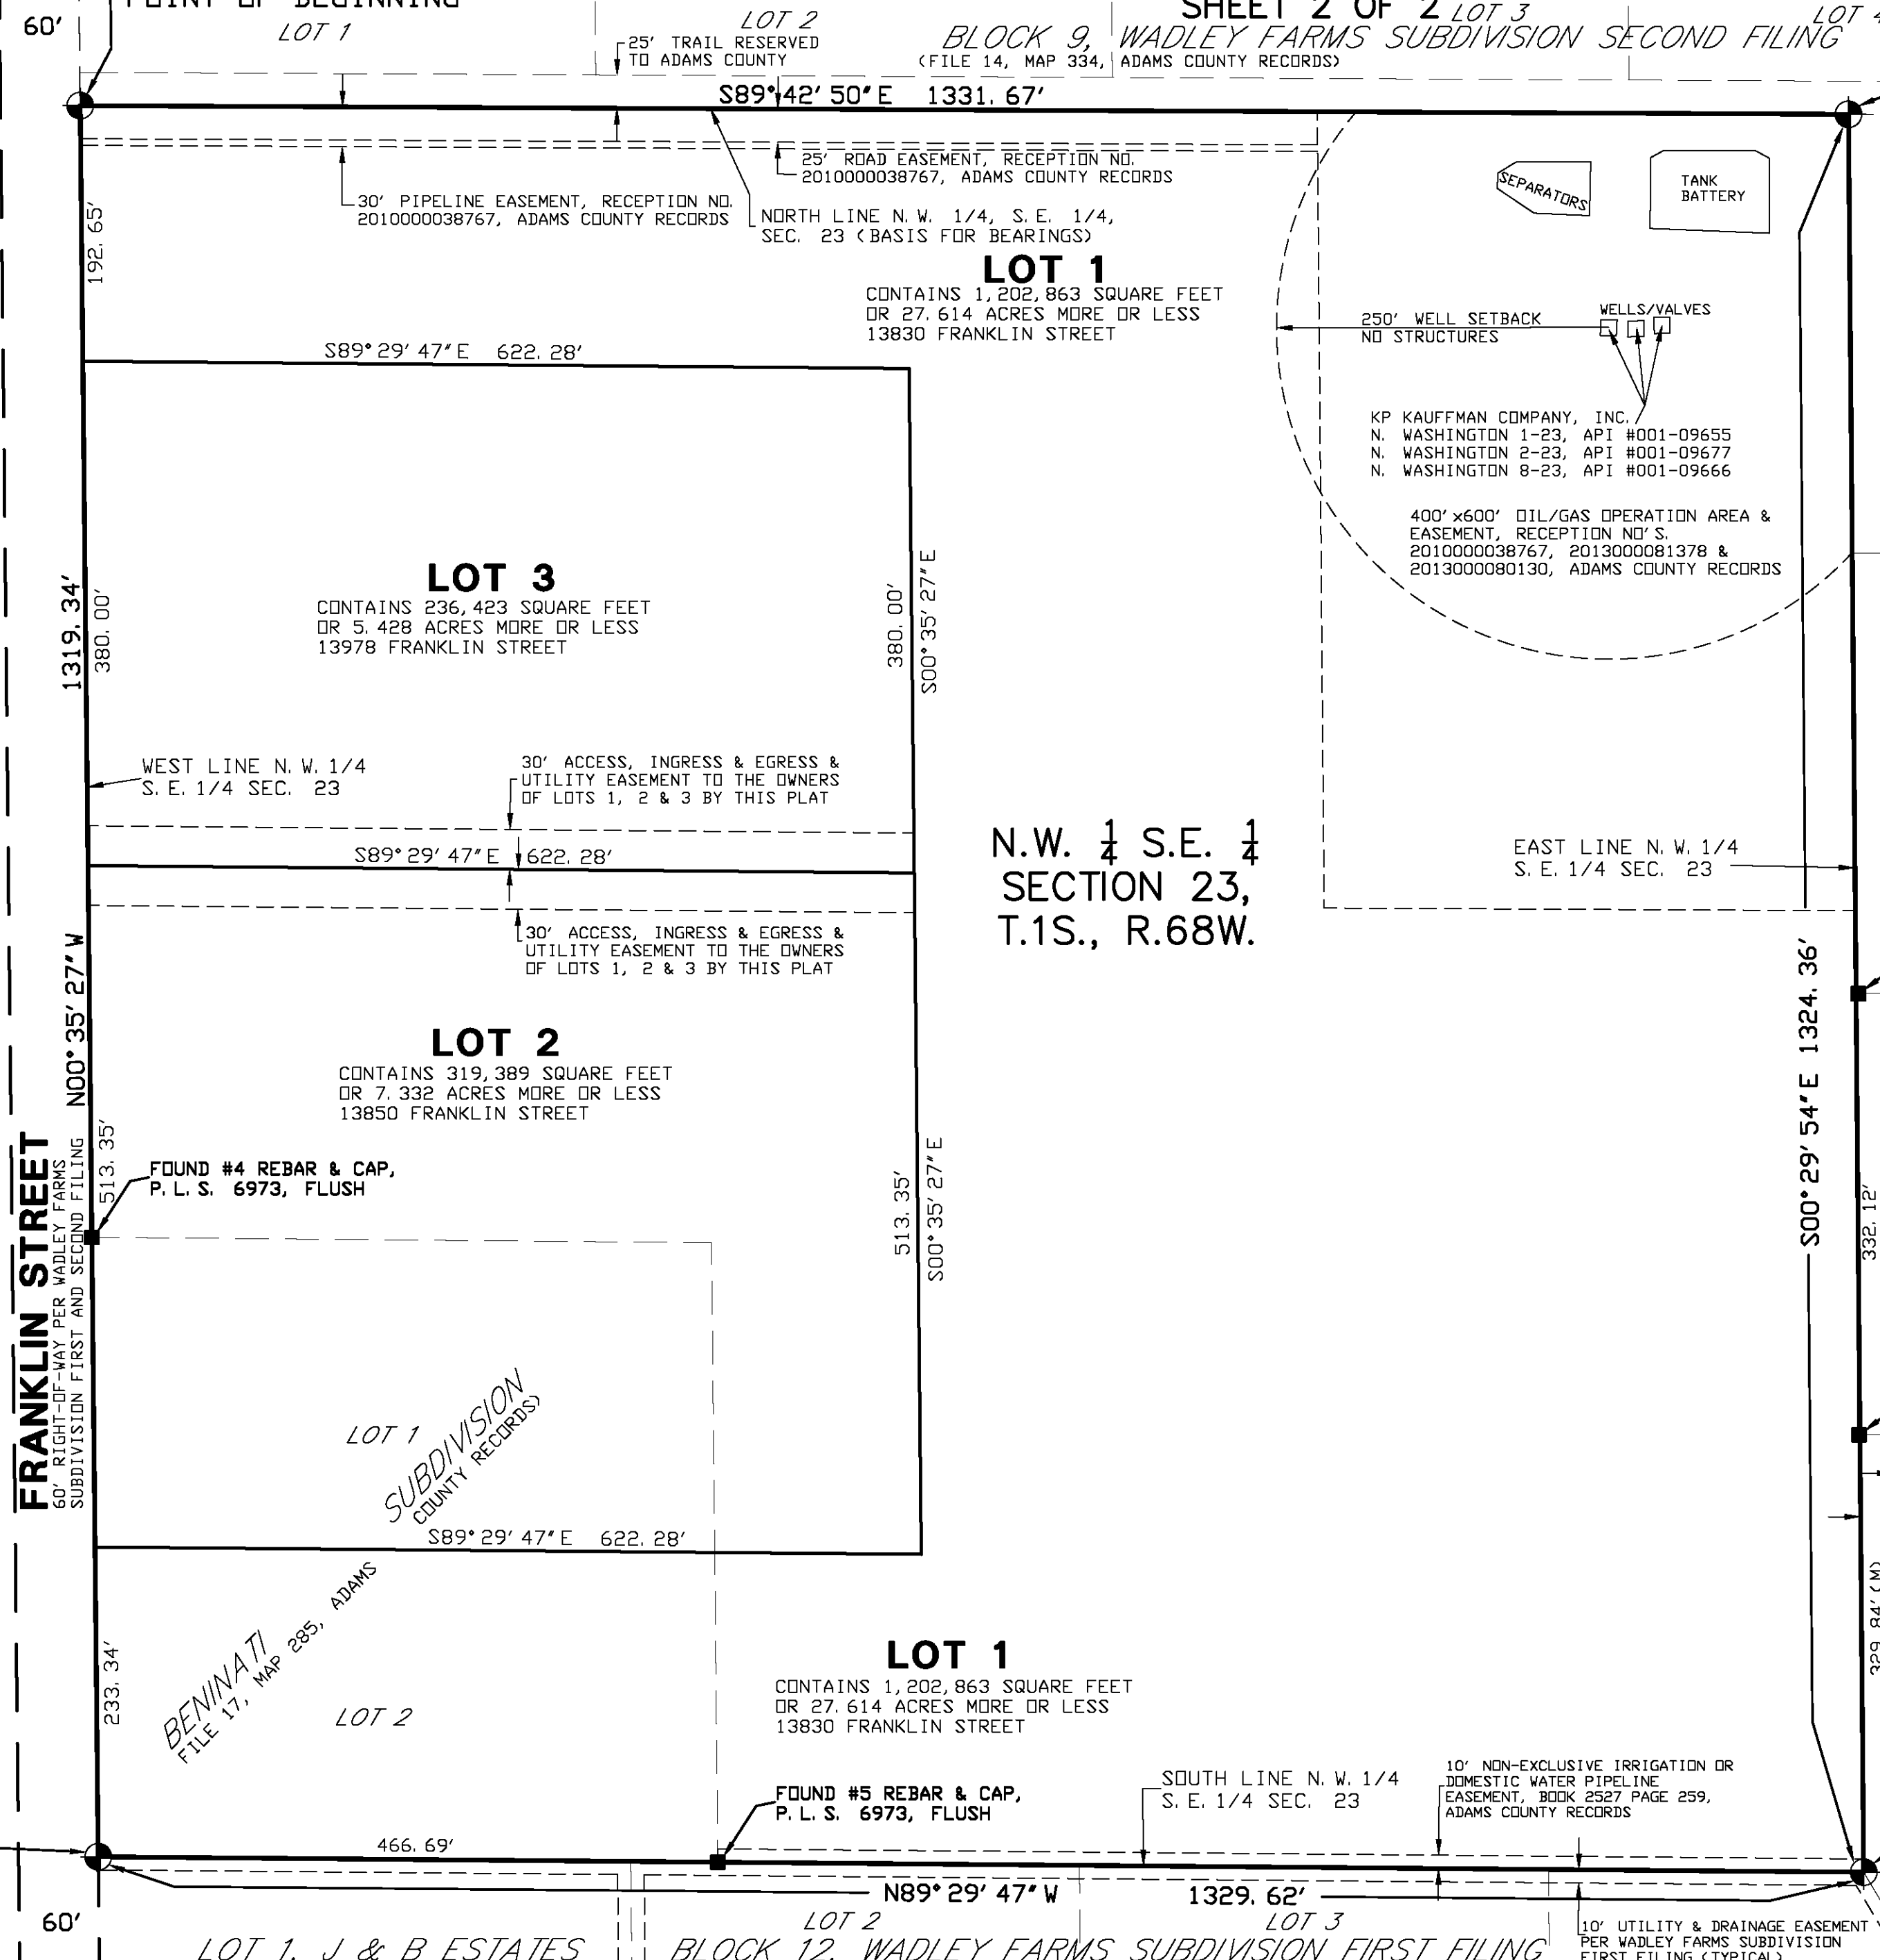 POINT OF BEGINNING
SHEET 2 OF 2
60'
LOT 1
LOT 2
LOT 3
BLOCK 9, WADLEY FARMS SUBDIVISION SECOND FILING
(FILE 14, MAP 334, ADAMS COUNTY RECORDS)
25' TRAIL RESERVED
TO ADAMS COUNTY
S89°42'50"E 1331.67'
25' ROAD EASEMENT, RECEPTION NO.
2010000038767, ADAMS COUNTY RECORDS
30' PIPELINE EASEMENT, RECEPTION NO.
2010000038767, ADAMS COUNTY RECORDS
NORTH LINE N.W. 1/4, S.E. 1/4,
SEC. 23 (BASIS FOR BEARINGS)
SEPARATORS
TANK
BATTERY
192.65'
LOT 1
CONTAINS 1,202,863 SQUARE FEET
OR 27.614 ACRES MORE OR LESS
13830 FRANKLIN STREET
250' WELL SETBACK
NO STRUCTURES
WELLS/VALVES
S89°29'47"E 622.28'
KP KAUFFMAN COMPANY, INC.
N. WASHINGTON 1-23, API #001-09655
N. WASHINGTON 2-23, API #001-09677
N. WASHINGTON 8-23, API #001-09666
400'x600' OIL/GAS OPERATION AREA &
EASEMENT, RECEPTION NO'S.
2010000038767, 2013000081378 &
2013000080130, ADAMS COUNTY RECORDS
LOT 3
CONTAINS 236,423 SQUARE FEET
OR 5.428 ACRES MORE OR LESS
13978 FRANKLIN STREET
1319.34'
380.00'
380.00'
S00°35'27"E
WEST LINE N.W.1/4
S.E.1/4 SEC. 23
30' ACCESS, INGRESS & EGRESS &
UTILITY EASEMENT TO THE OWNERS
OF LOTS 1, 2 & 3 BY THIS PLAT
S89°29'47"E 622.28'
N.W. 1/4 S.E. 1/4
SECTION 23,
T.1S., R.68W.
EAST LINE N.W.1/4
S.E.1/4 SEC. 23
30' ACCESS, INGRESS & EGRESS &
UTILITY EASEMENT TO THE OWNERS
OF LOTS 1, 2 & 3 BY THIS PLAT
N00°35'27"W
S00°29'54"E 1324.36'
LOT 2
CONTAINS 319,389 SQUARE FEET
OR 7.332 ACRES MORE OR LESS
13850 FRANKLIN STREET
513.35'
513.35'
S00°35'27"E
332.12'
FOUND #4 REBAR & CAP,
P.L.S. 6973, FLUSH
FRANKLIN STREET
60' RIGHT-OF-WAY PER WADLEY FARMS
SUBDIVISION FIRST AND SECOND FILING
LOT 1
BENINATI SUBDIVISION
FILE 17, MAP 285, ADAMS COUNTY RECORDS)
S89°29'47"E 622.28'
329.84'(M)
233.34'
LOT 2
LOT 1
CONTAINS 1,202,863 SQUARE FEET
OR 27.614 ACRES MORE OR LESS
13830 FRANKLIN STREET
FOUND #5 REBAR & CAP,
P.L.S. 6973, FLUSH
SOUTH LINE N.W.1/4
S.E.1/4 SEC. 23
10' NON-EXCLUSIVE IRRIGATION OR
DOMESTIC WATER PIPELINE
EASEMENT, BOOK 2527 PAGE 259,
ADAMS COUNTY RECORDS
466.69'
N89°29'47"W 1329.62'
60'
LOT 2
LOT 3
LOT 1, J & B ESTATES
BLOCK 12, WADLEY FARMS SUBDIVISION FIRST FILING
10' UTILITY & DRAINAGE EASEMENT
PER WADLEY FARMS SUBDIVISION
FIRST FILING (TYPICAL)